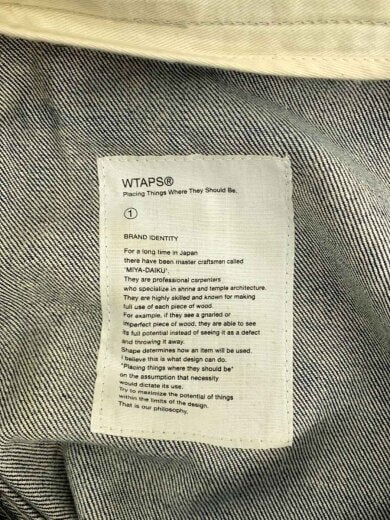 WTAPS®
Placing Things Where They Should Be.
1
BRAND IDENTITY
For a long time in Japan
there have been master craftsmen called
'MIYA-DAIKU'.
They are professional carpenters
who specialize in shrine and temple architecture.
They are highly skilled and known for making
full use of each piece of wood.
For example, if they see a gnarled or
imperfect piece of wood, they are able to see
its full potential instead of seeing it as a defect
and throwing it away.
Shape determines how an item will be used.
I believe this is what design can do.
"Placing things where they should be"
on the assumption that necessity
would dictate its use.
Try to maximize the potential of things
within the limits of the design.
That is our philosophy.